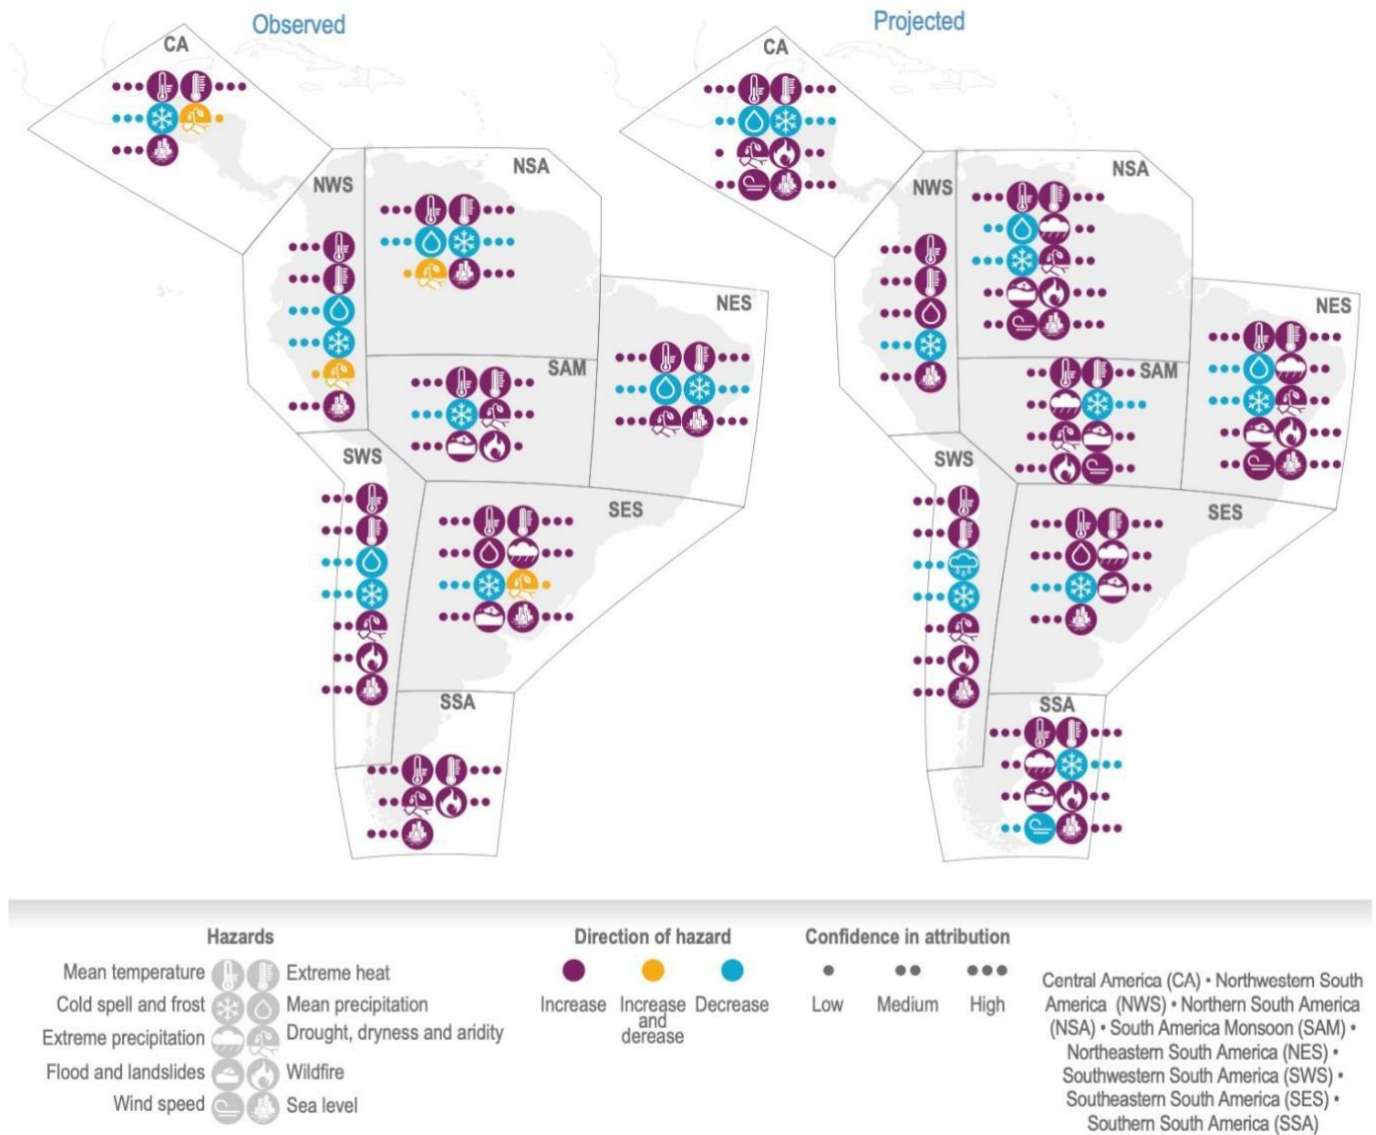 Observed
Projected
CA
NWS
NSA
NES
SAM
SWS
SES
SSA
CA
NWS
NSA
NES
SAM
SWS
SES
SSA
Hazards
Mean temperature
Extreme heat
Cold spell and frost
Mean precipitation
Extreme precipitation
Drought, dryness and aridity
Flood and landslides
Wildfire
Wind speed
Sea level
Direction of hazard
Increase
Increase
and
derease
Decrease
Confidence in attribution
Low
Medium
High
Central America (CA) • Northwestern South
America (NWS) • Northern South America
(NSA) • South America Monsoon (SAM) •
Northeastern South America (NES) •
Southwestern South America (SWS) •
Southeastern South America (SES) •
Southern South America (SSA)